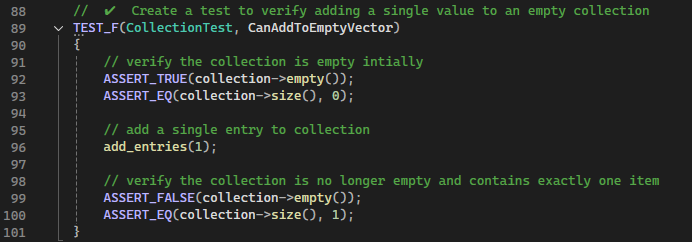 88 // ✔ Create a test to verify adding a single value to an empty collection
89 TEST_F(CollectionTest, CanAddToEmptyVector)
90 {
91 // verify the collection is empty intially
92 ASSERT_TRUE(collection->empty());
93 ASSERT_EQ(collection->size(), 0);
94
95 // add a single entry to collection
96 add_entries(1);
97
98 // verify the collection is no longer empty and contains exactly one item
99 ASSERT_FALSE(collection->empty());
100 ASSERT_EQ(collection->size(), 1);
101 }